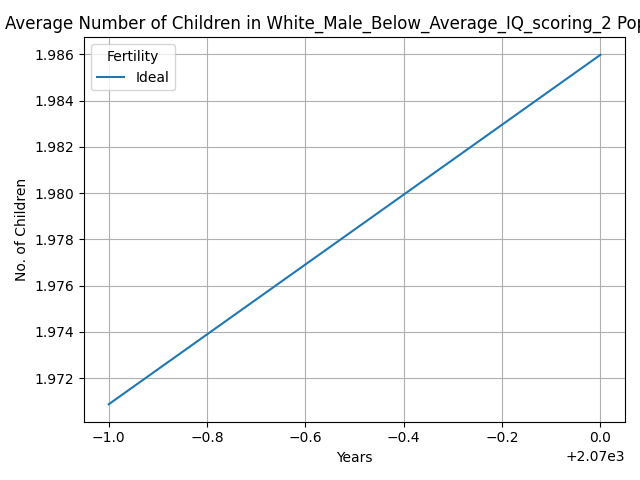 Average Number of Children in White_Male_Below_Average_IQ_scoring_2 Pop
Fertility
Ideal
1.986
1.984
1.982
1.980
1.978
1.976
1.974
1.972
No. of Children
−1.0 −0.8 −0.6 −0.4 −0.2 0.0
Years
+2.07e3